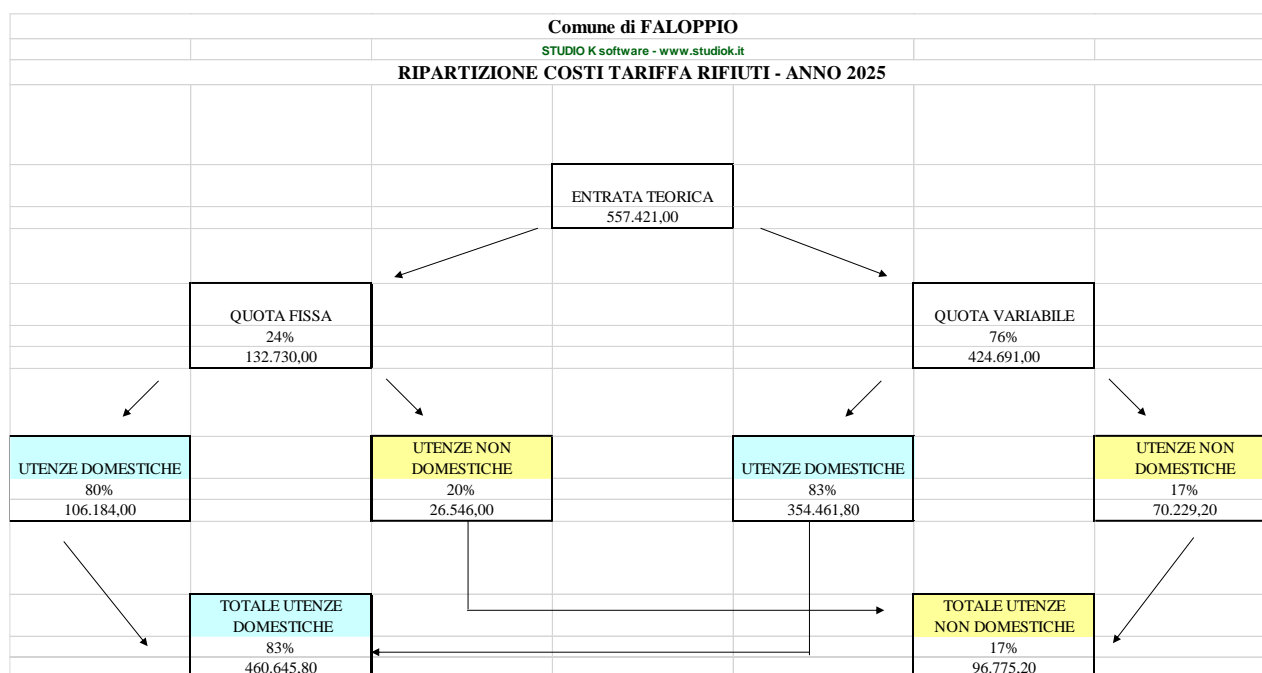 Comune di FALOPPIO
STUDIO K software - www.studiok.it
RIPARTIZIONE COSTI TARIFFA RIFIUTI - ANNO 2025
ENTRATA TEORICA
557.421,00
QUOTA FISSA
24%
132.730,00
QUOTA VARIABILE
76%
424.691,00
UTENZE DOMESTICHE
80%
106.184,00
UTENZE NON
DOMESTICHE
20%
26.546,00
UTENZE DOMESTICHE
83%
354.461,80
UTENZE NON
DOMESTICHE
17%
70.229,20
TOTALE UTENZE
DOMESTICHE
83%
460.645,80
TOTALE UTENZE
NON DOMESTICHE
17%
96.775,20